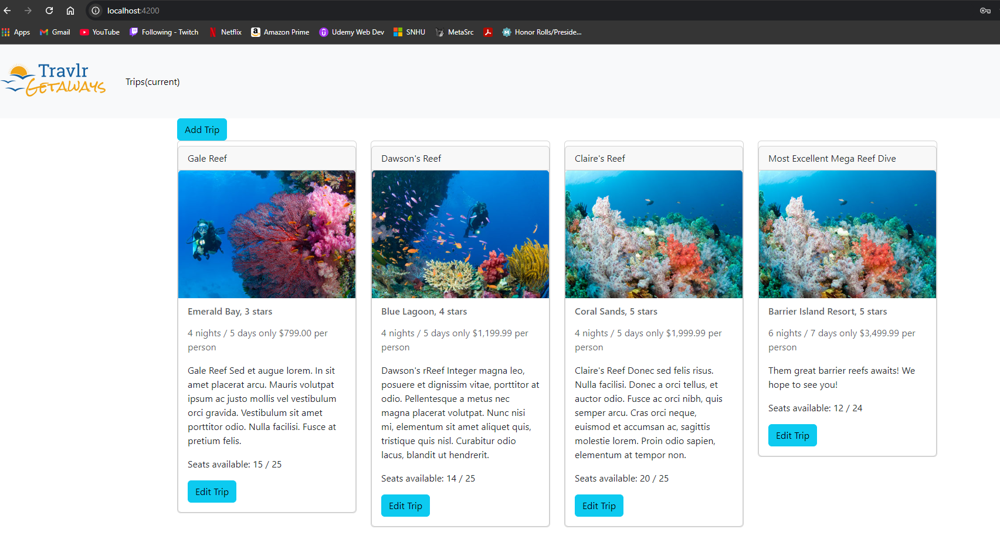 localhost:4200
Apps
Gmail
YouTube
Following - Twitch
Netflix
Amazon Prime
Udemy Web Dev
SNHU
MetaSrc
Honor Rolls/Preside...
Travlr
Getaways
Trips(current)
Add Trip
Gale Reef
Emerald Bay, 3 stars
4 nights / 5 days only $799.00 per
person
Gale Reef Sed et augue lorem. In sit
amet placerat arcu. Mauris volutpat
ipsum ac justo mollis vel vestibulum
orci gravida. Vestibulum sit amet
porttitor odio. Nulla facilisi. Fusce at
pretium felis.
Seats available: 15 / 25
Edit Trip
Dawson's Reef
Blue Lagoon, 4 stars
4 nights / 5 days only $1,199.99 per
person
Dawson's rReef Integer magna leo,
posuere et dignissim vitae, porttitor at
odio. Pellentesque a metus nec
magna placerat volutpat. Nunc nisi
mi, elementum sit amet aliquet quis,
tristique quis nisl. Curabitur odio
lacus, blandit ut hendrerit.
Seats available: 14 / 25
Edit Trip
Claire's Reef
Coral Sands, 5 stars
4 nights / 5 days only $1,999.99 per
person
Claire's Reef Donec sed felis risus.
Nulla facilisi. Donec a orci tellus, et
auctor odio. Fusce ac orci nibh, quis
semper arcu. Cras orci neque,
euismod et accumsan ac, sagittis
molestie lorem. Proin odio sapien,
elementum at tempor non.
Seats available: 20 / 25
Edit Trip
Most Excellent Mega Reef Dive
Barrier Island Resort, 5 stars
6 nights / 7 days only $3,499.99 per
person
Them great barrier reefs awaits! We
hope to see you!
Seats available: 12 / 24
Edit Trip